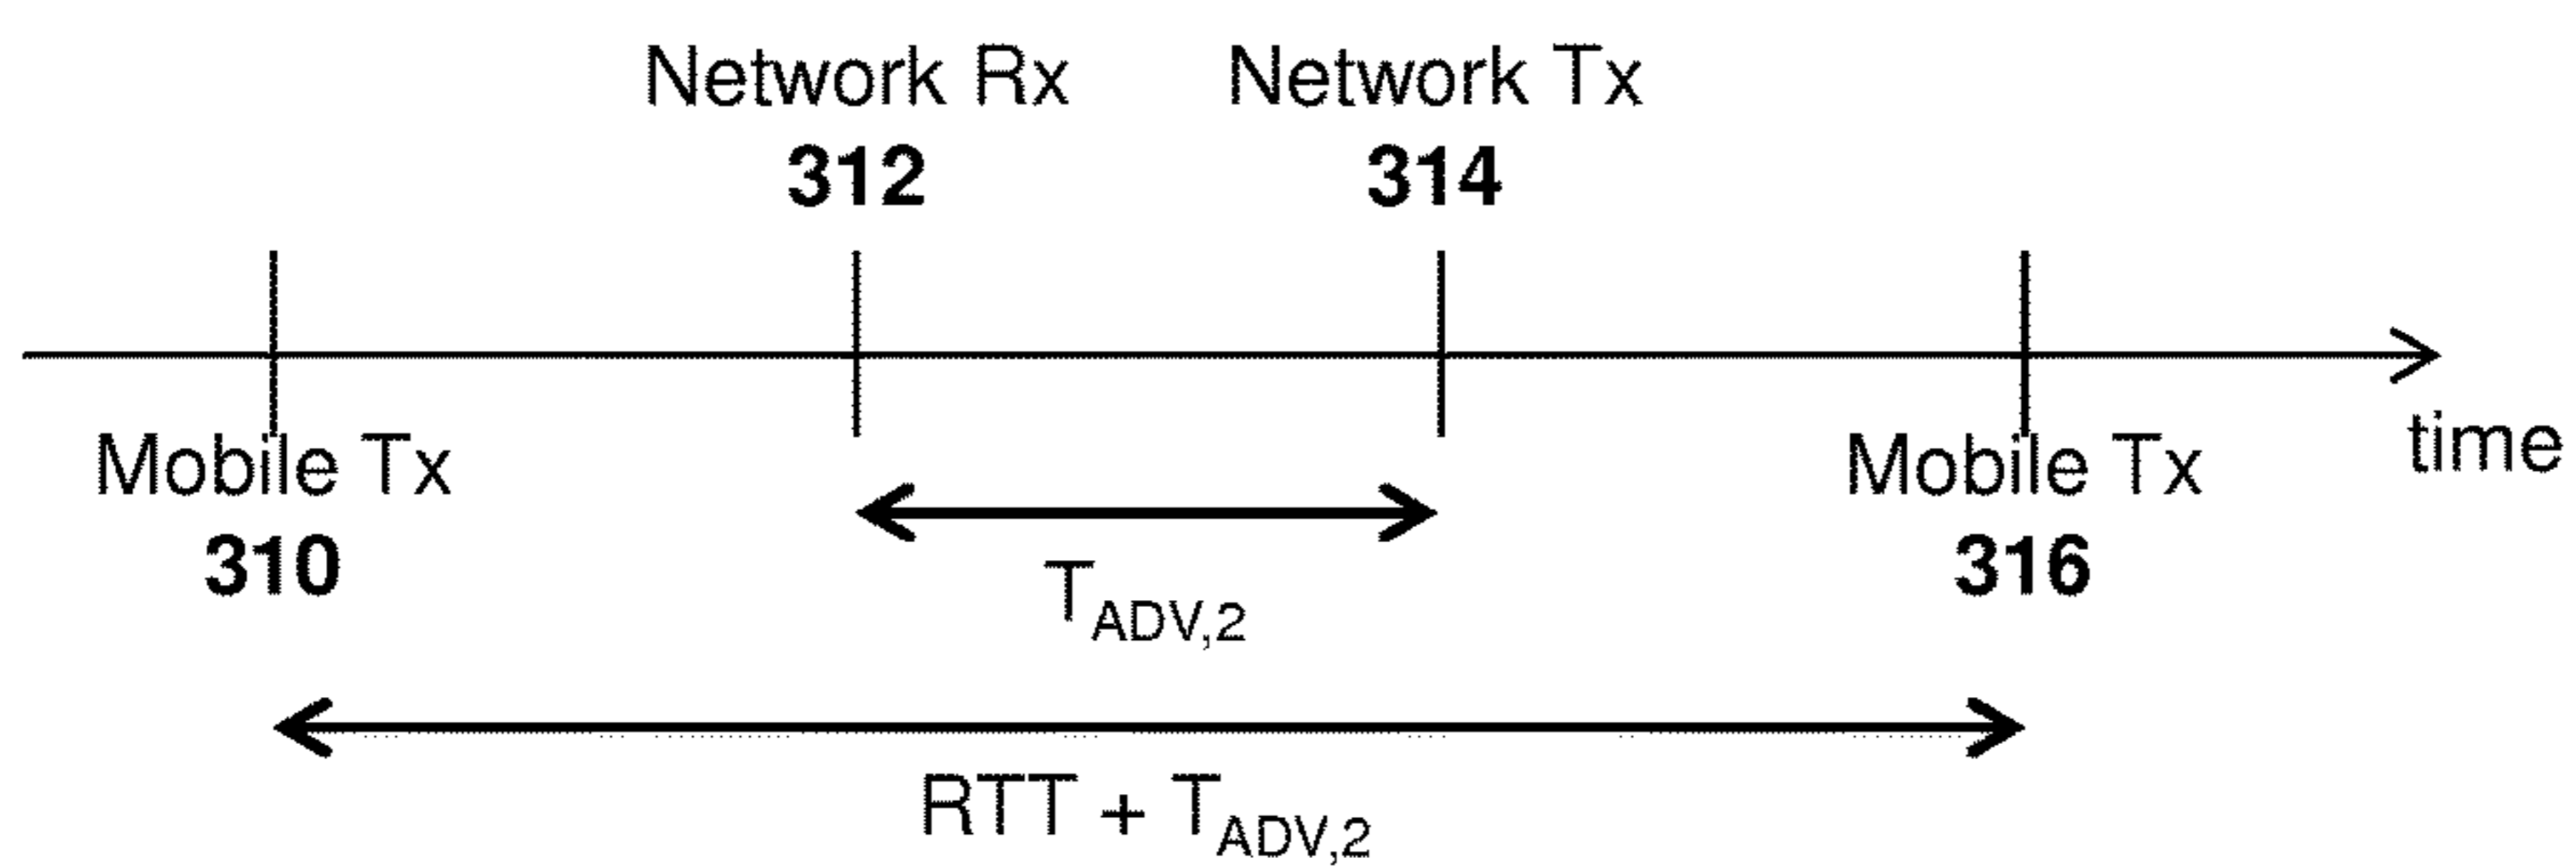 Network Rx
312
Network Tx
314
Mobile Tx
310
Mobile Tx
316
time
T_ADV,2
RTT + T_ADV,2